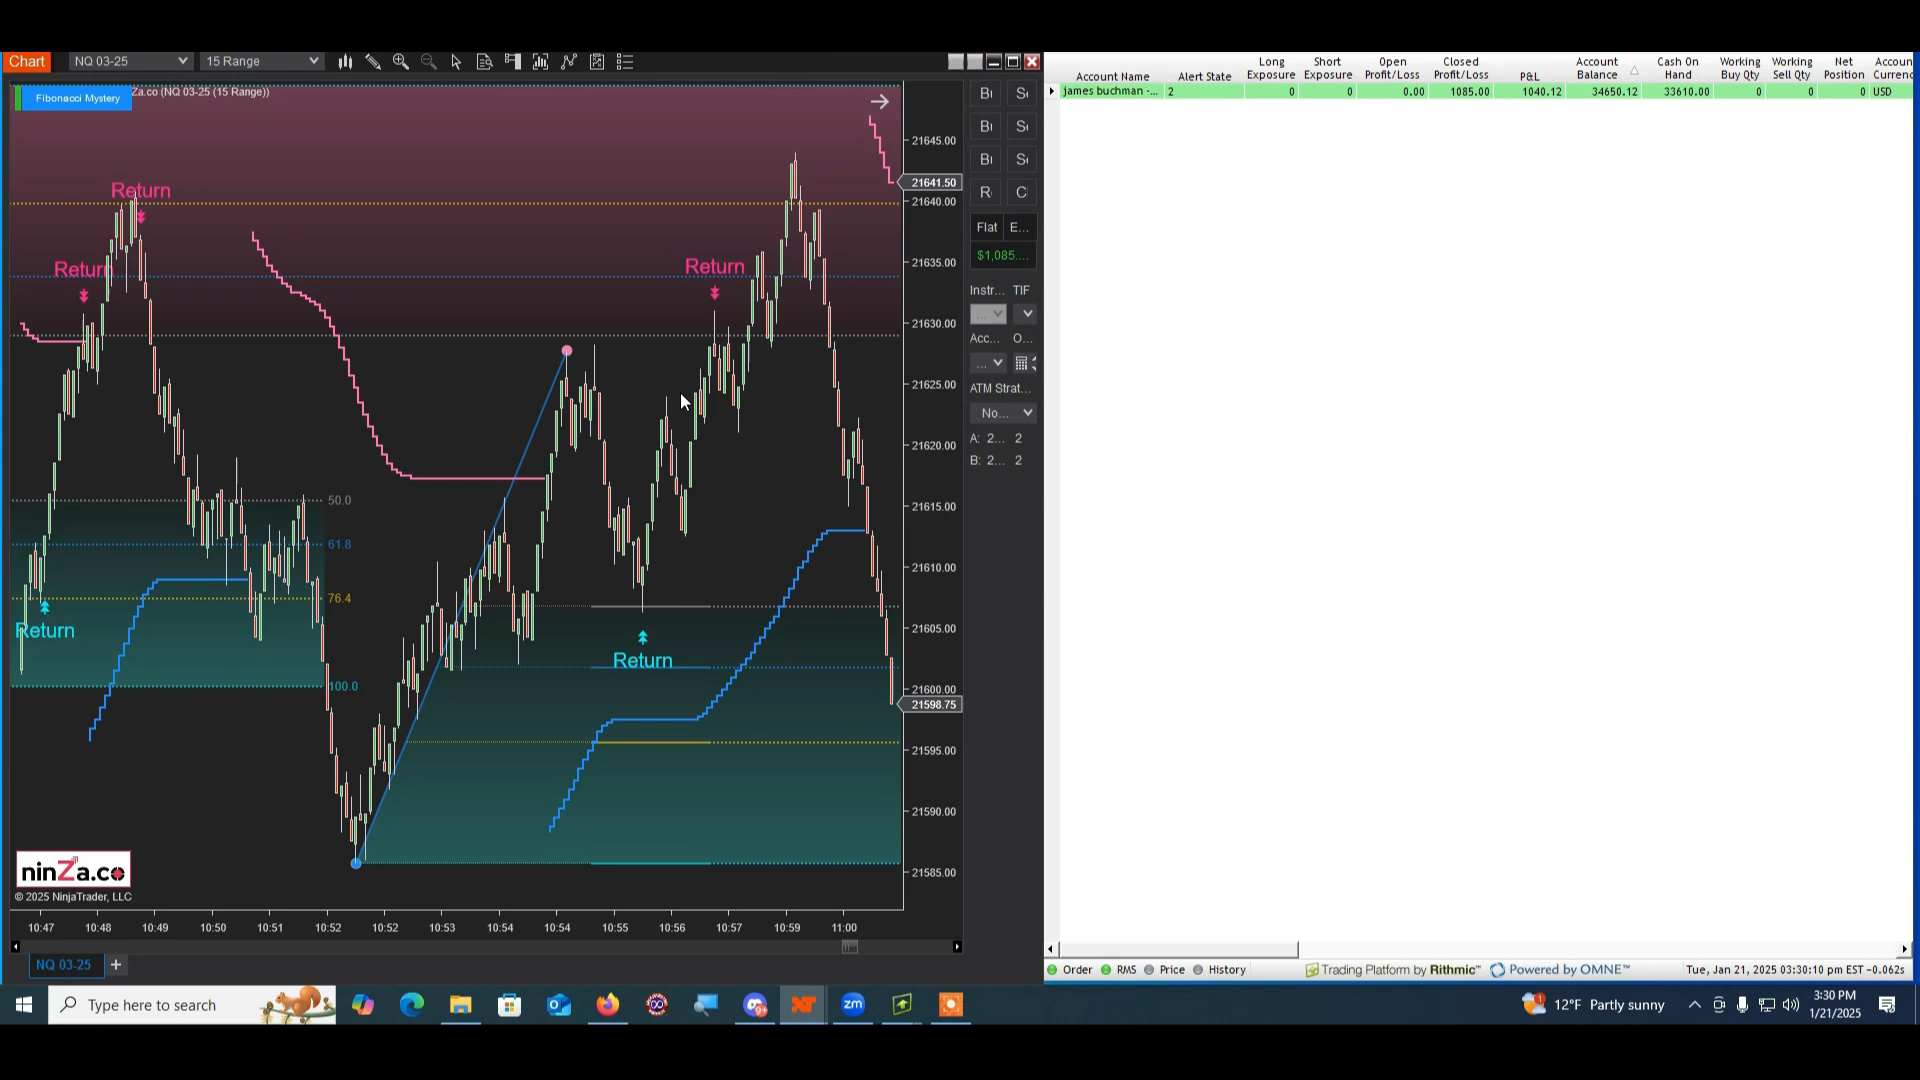 Chart
NQ 03-25
15 Range
Fibonacci Mystery
Za.co (NQ 03-25 (15 Range))
Return
Return
Return
Return
Return
50.0
61.8
76.4
100.0
21645.00
21641.50
21640.00
21635.00
21630.00
21625.00
21620.00
21615.00
21610.00
21605.00
21600.00
21598.75
21595.00
21590.00
21585.00
ninZa.co
© 2025 NinjaTrader, LLC
10:47 10:48 10:49 10:50 10:51 10:52 10:52 10:53 10:54 10:54 10:55 10:56 10:57 10:59 11:00
NQ 03-25 +
Flat E...
$1,085....
Instr... TIF
Acc... O...
ATM Strat...
No...
A: 2... 2
B: 2... 2
Account Name Alert State Long Exposure Short Exposure Open Profit/Loss Closed Profit/Loss P&L Account Balance Cash On Hand Working Buy Qty Working Sell Qty Net Position Accoun Currenc
james buchman -... 2 0 0 0.00 1085.00 1040.12 34650.12 33610.00 0 0 0 USD
Order RMS Price History
Trading Platform by Rithmic™ Powered by OMNE™
Tue, Jan 21, 2025 03:30:10 pm EST -0.062s
Type here to search
zm
12°F Partly sunny
3:30 PM
1/21/2025